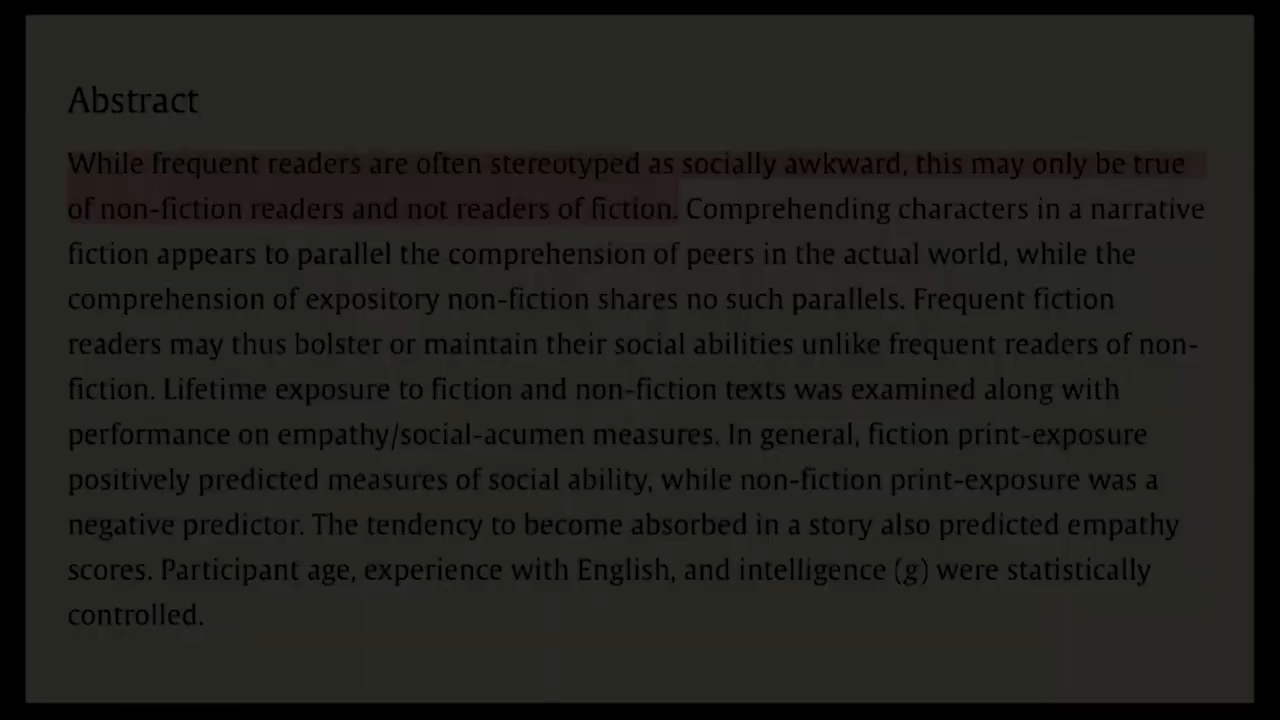 Abstract
While frequent readers are often stereotyped as socially awkward, this may only be true
of non-fiction readers and not readers of fiction. Comprehending characters in a narrative
fiction appears to parallel the comprehension of peers in the actual world, while the
comprehension of expository non-fiction shares no such parallels. Frequent fiction
readers may thus bolster or maintain their social abilities unlike frequent readers of non-
fiction. Lifetime exposure to fiction and non-fiction texts was examined along with
performance on empathy/social-acumen measures. In general, fiction print-exposure
positively predicted measures of social ability, while non-fiction print-exposure was a
negative predictor. The tendency to become absorbed in a story also predicted empathy
scores. Participant age, experience with English, and intelligence (g) were statistically
controlled.